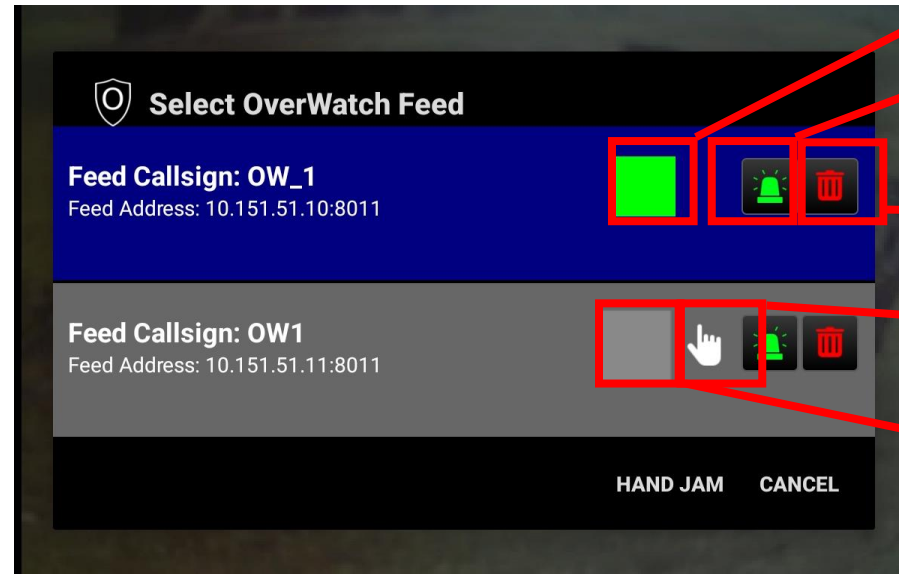 O Select OverWatch Feed
Feed Callsign: OW_1
Feed Address: 10.151.51.10:8011
Feed Callsign: OW1
Feed Address: 10.151.51.11:8011
HAND JAM CANCEL